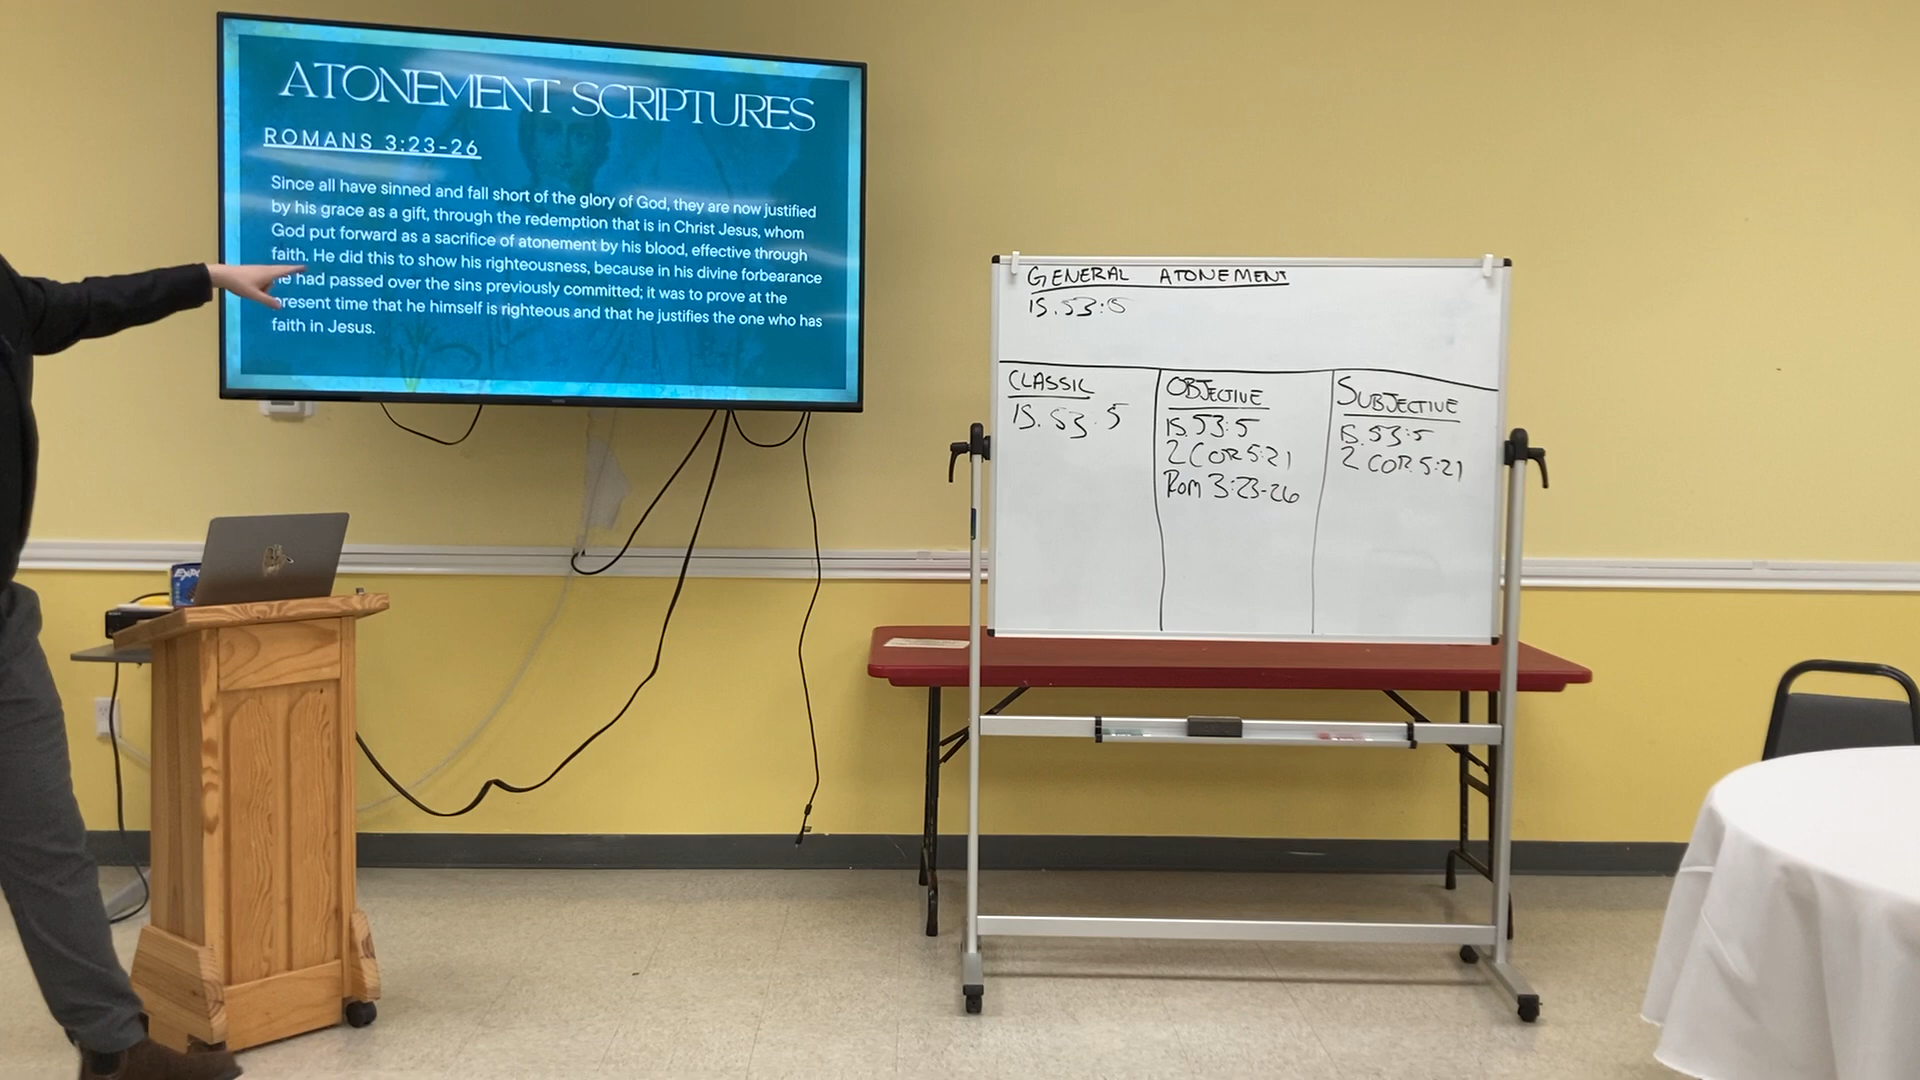 ATONEMENT SCRIPTURES
ROMANS 3:23-26
Since all have sinned and fall short of the glory of God, they are now justified
by his grace as a gift, through the redemption that is in Christ Jesus, whom
God put forward as a sacrifice of atonement by his blood, effective through
faith. He did this to show his righteousness, because in his divine forbearance
he had passed over the sins previously committed; it was to prove at the
present time that he himself is righteous and that he justifies the one who has
faith in Jesus.
GENERAL ATONEMENT
IS. 53:5
CLASSIC
IS. 53:5
OBJECTIVE
IS. 53:5
2 COR 5:21
Rom 3:23-26
SUBJECTIVE
IS. 53:5
2 COR. 5:21
EXPO